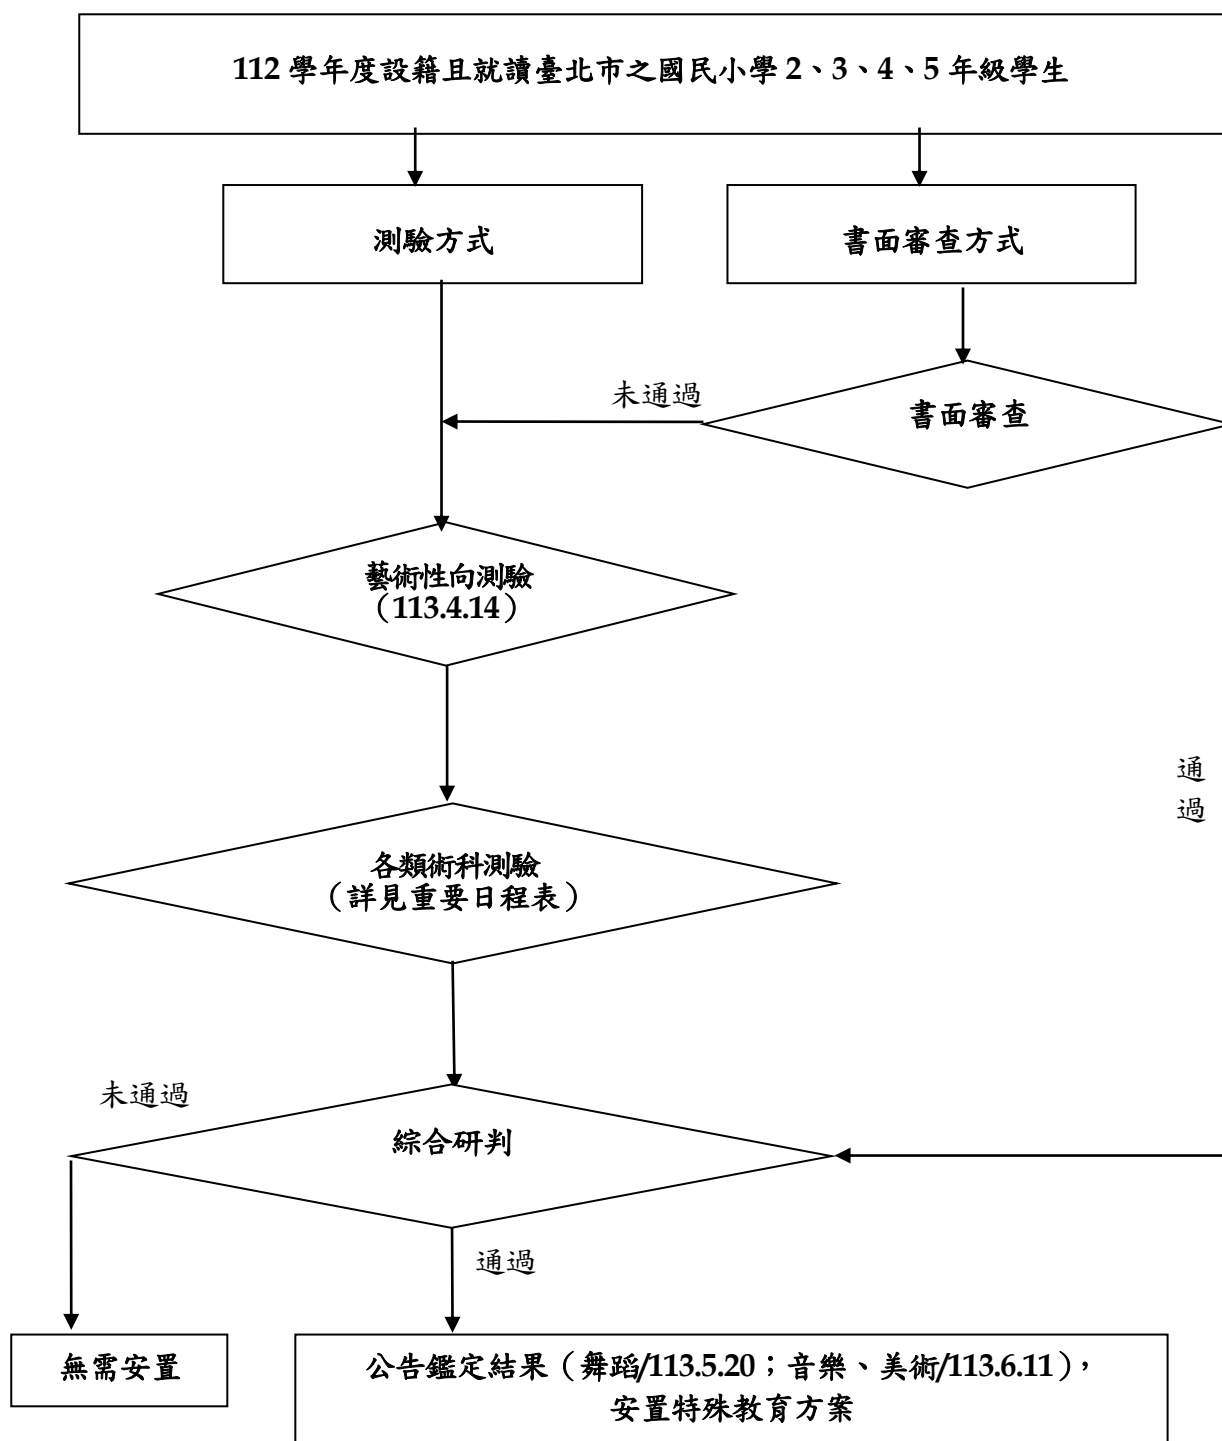 112 學年度設籍且就讀臺北市之國民小學 2、3、4、5 年級學生
測驗方式
書面審查方式
未通過
書面審查
藝術性向測驗
（113.4.14）
通
過
各類術科測驗
（詳見重要日程表）
未通過
綜合研判
通過
無需安置
公告鑑定結果（舞蹈/113.5.20；音樂、美術/113.6.11），
安置特殊教育方案